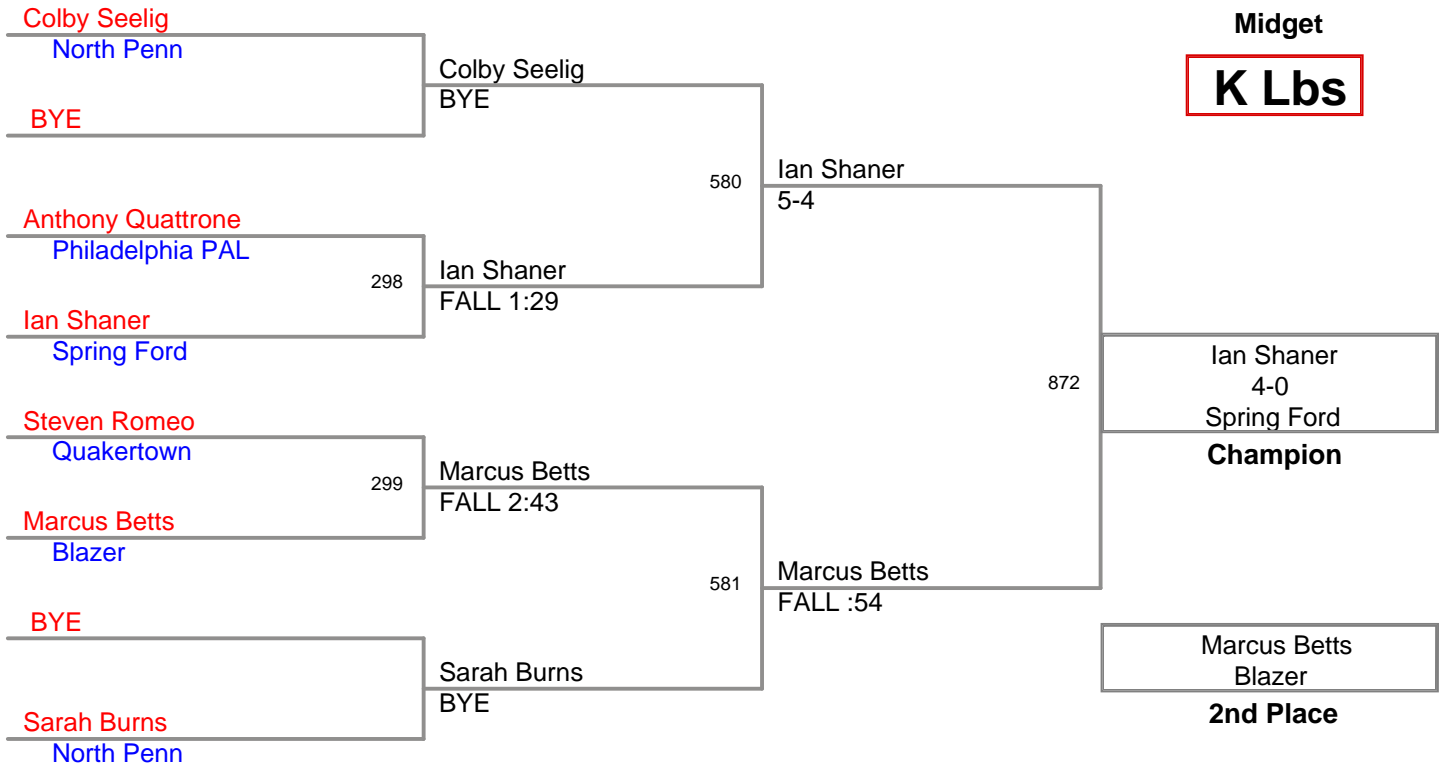 Colby Seelig
North Penn
BYE
Anthony Quattrone
Philadelphia PAL
Ian Shaner
Spring Ford
Steven Romeo
Quakertown
Marcus Betts
Blazer
BYE
Sarah Burns
North Penn
298
299
Colby Seelig
BYE
Ian Shaner
FALL 1:29
Marcus Betts
FALL 2:43
Sarah Burns
BYE
580
581
Ian Shaner
5-4
Marcus Betts
FALL :54
872
Midget
K Lbs
Ian Shaner
4-0
Spring Ford
Champion
Marcus Betts
Blazer
2nd Place